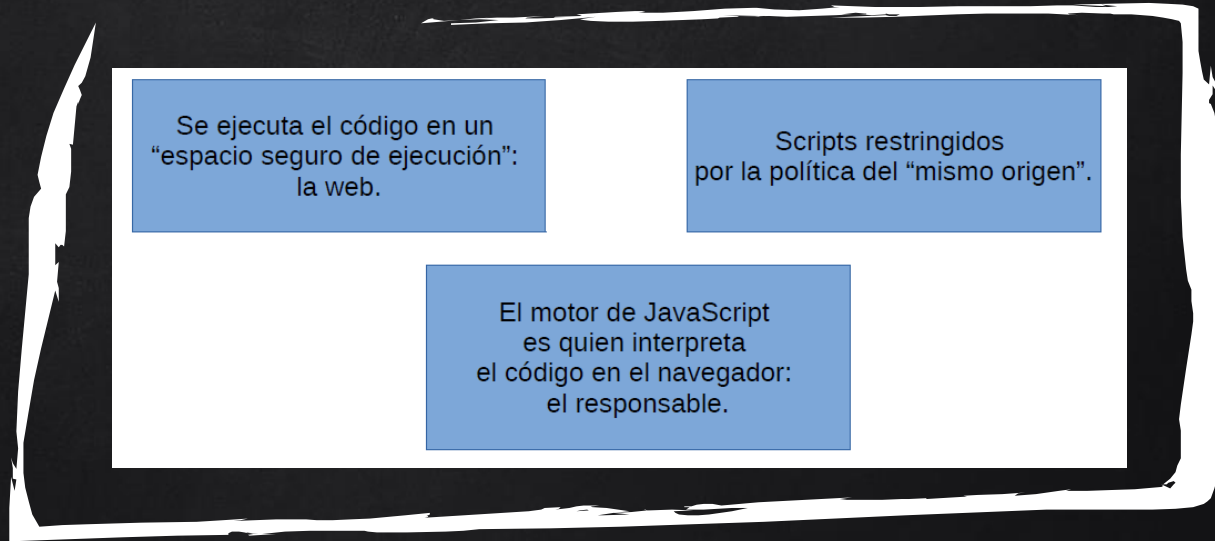 Se ejecuta el código en un
“espacio seguro de ejecución”:
la web.
Scripts restringidos
por la política del “mismo origen”.
El motor de JavaScript
es quien interpreta
el código en el navegador:
el responsable.